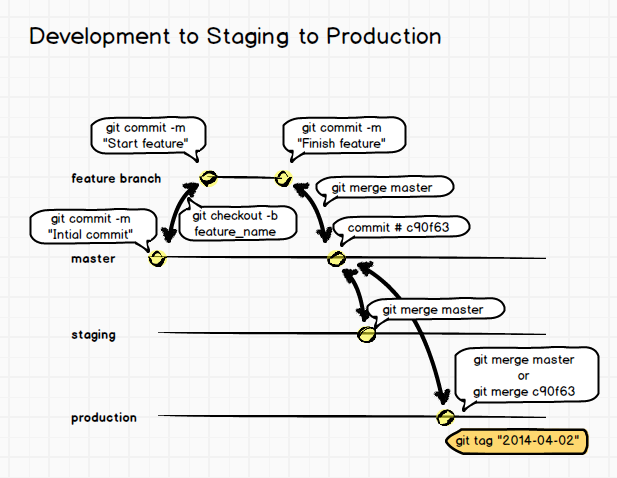 Development to Staging to Production
git commit -m
"Start feature"
git commit -m
"Finish feature"
feature branch
git merge master
git commit -m
"Intial commit"
git checkout -b
feature_name
commit # c90f63
master
git merge master
staging
git merge master
or
git merge c90f63
production
git tag "2014-04-02"